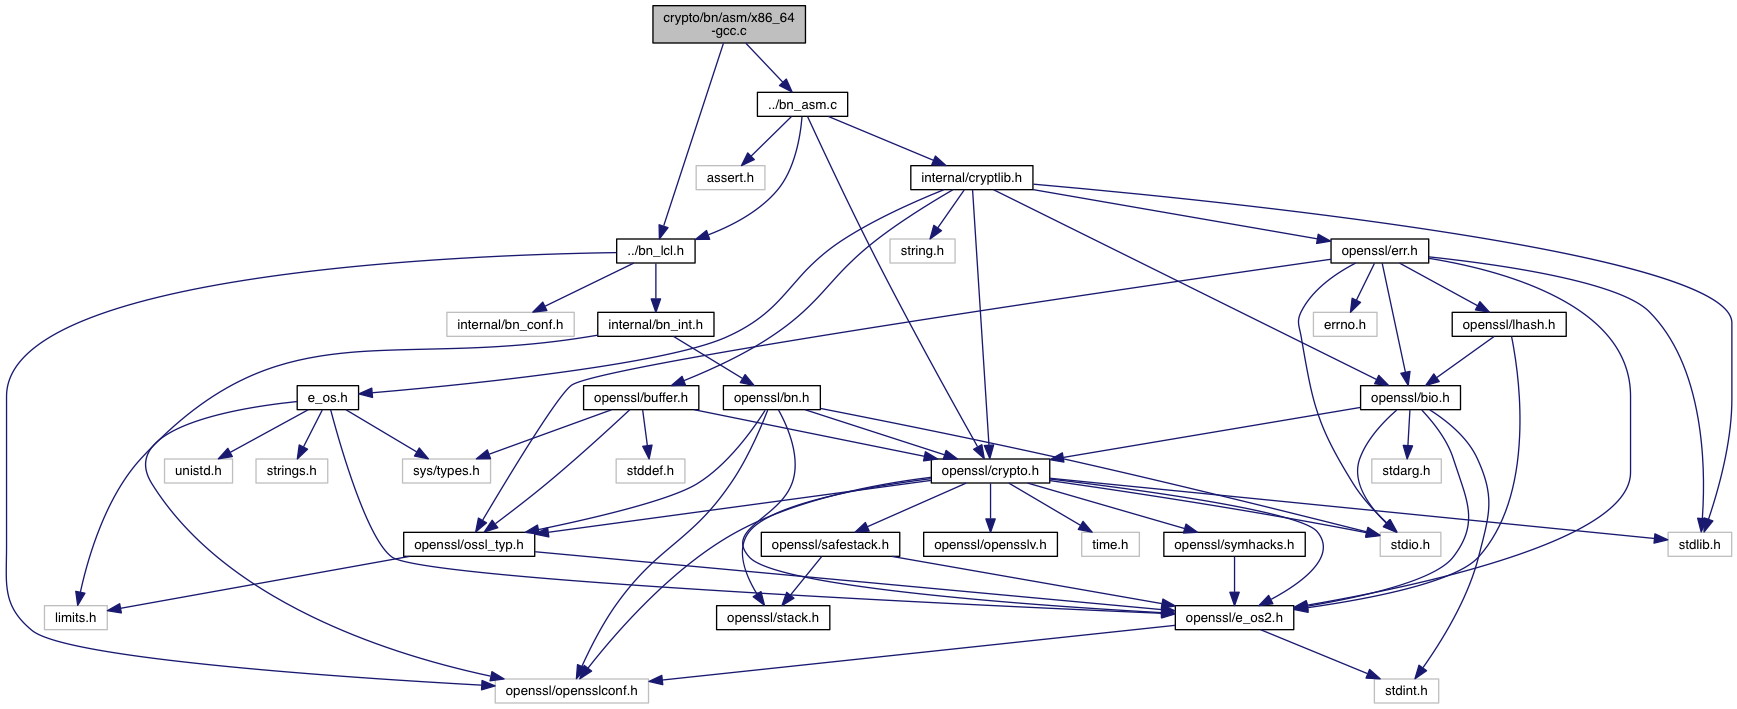 crypto/bn/asm/x86_64
-gcc.c
../bn_asm.c
assert.h
internal/cryptlib.h
../bn_lcl.h
string.h
openssl/err.h
internal/bn_conf.h
internal/bn_int.h
errno.h
openssl/lhash.h
e_os.h
openssl/buffer.h
openssl/bn.h
openssl/bio.h
unistd.h
strings.h
sys/types.h
stddef.h
openssl/crypto.h
stdarg.h
openssl/ossl_typ.h
openssl/safestack.h
openssl/opensslv.h
time.h
openssl/symhacks.h
stdio.h
stdlib.h
limits.h
openssl/stack.h
openssl/e_os2.h
openssl/opensslconf.h
stdint.h